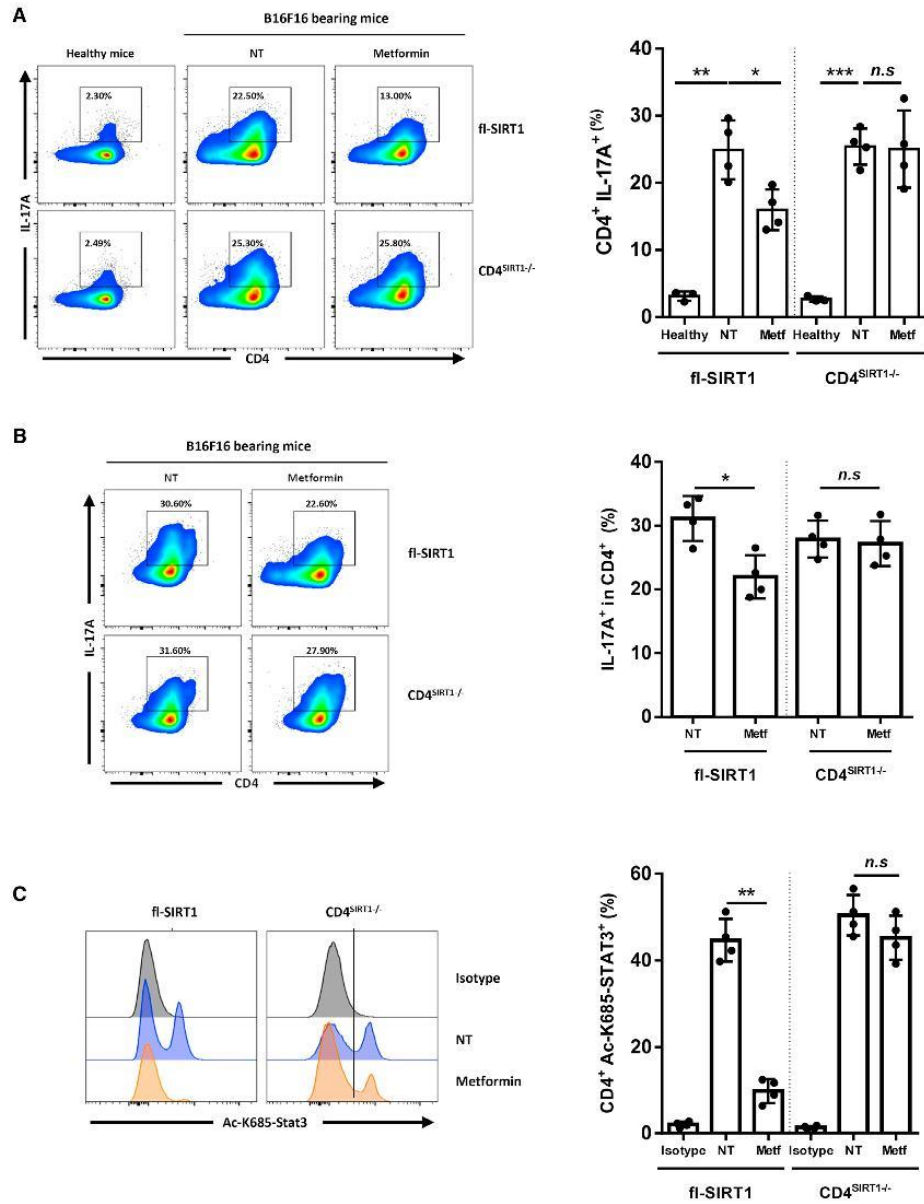 A
B16F16 bearing mice
Healthy mice
NT
Metformin
2.30%
22.50%
13.00%
fl-SIRT1
2.49%
25.30%
25.80%
CD4SIRT1-/-
IL-17A
CD4
CD4+ IL-17A+ (%)
40
30
20
10
0
**
*
***
n.s
Healthy NT Metf Healthy NT Metf
fl-SIRT1
CD4SIRT1-/-
B
B16F16 bearing mice
NT
Metformin
30.60%
22.60%
fl-SIRT1
31.60%
27.90%
CD4SIRT1-/-
IL-17A
CD4
IL-17A+ in CD4+ (%)
40
30
20
10
0
*
n.s
NT Metf NT Metf
fl-SIRT1
CD4SIRT1-/-
C
fl-SIRT1
CD4SIRT1-/-
Isotype
NT
Metformin
Ac-K685-Stat3
CD4+ Ac-K685-STAT3+ (%)
60
40
20
0
**
n.s
Isotype NT Metf Isotype NT Metf
fl-SIRT1
CD4SIRT1-/-